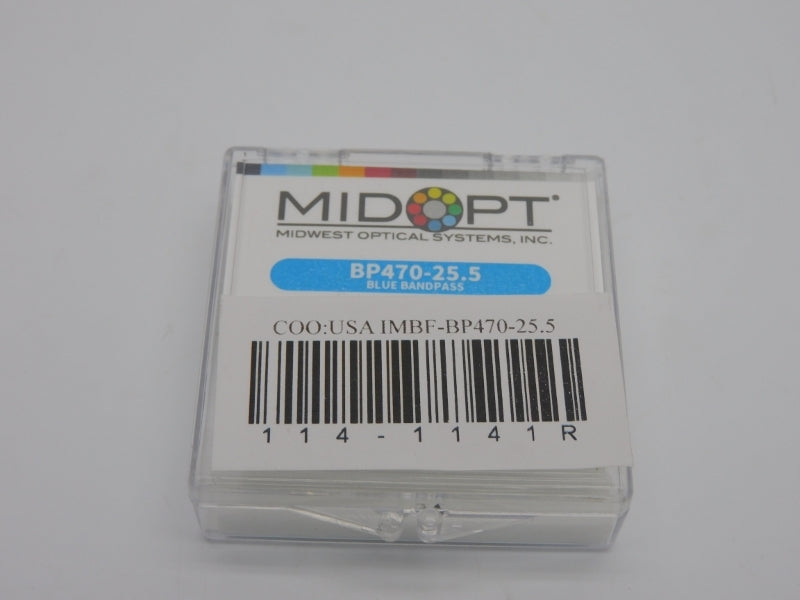 MIDOPT®
MIDWEST OPTICAL SYSTEMS, INC.
BP470-25.5
BLUE BANDPASS
COO:USA IMBF-BP470-25.5
114-1141R